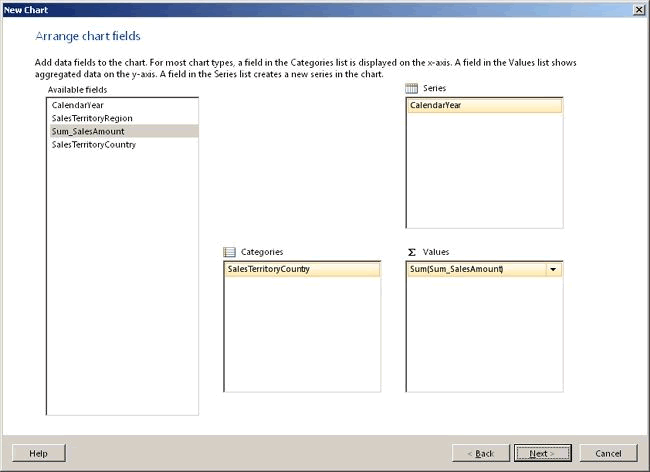 New Chart
Arrange chart fields
Add data fields to the chart. For most chart types, a field in the Categories list is displayed on the x-axis. A field in the Values list shows
aggregated data on the y-axis. A field in the Series list creates a new series in the chart.
Available fields
CalendarYear
SalesTerritoryRegion
Sum_SalesAmount
SalesTerritoryCountry
Series
CalendarYear
Categories
SalesTerritoryCountry
Σ Values
Sum(Sum_SalesAmount)
Help
< Back
Next >
Cancel